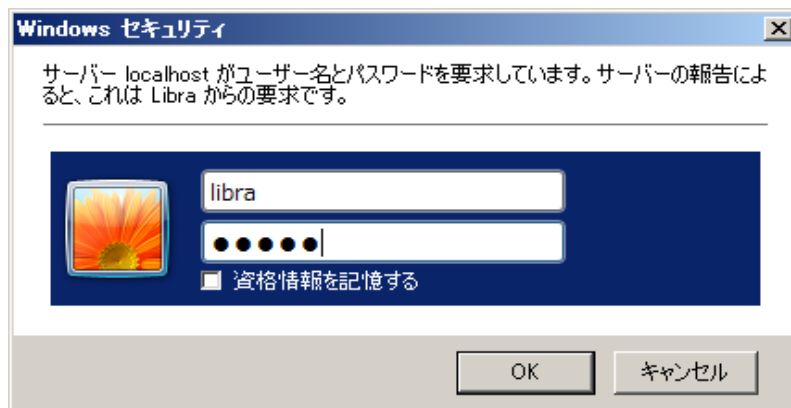 Windows セキュリティ
サーバー localhost がユーザー名とパスワードを要求しています。サーバーの報告によ
ると、これは Libra からの要求です。
libra
●●●●●
資格情報を記憶する
OK
キャンセル